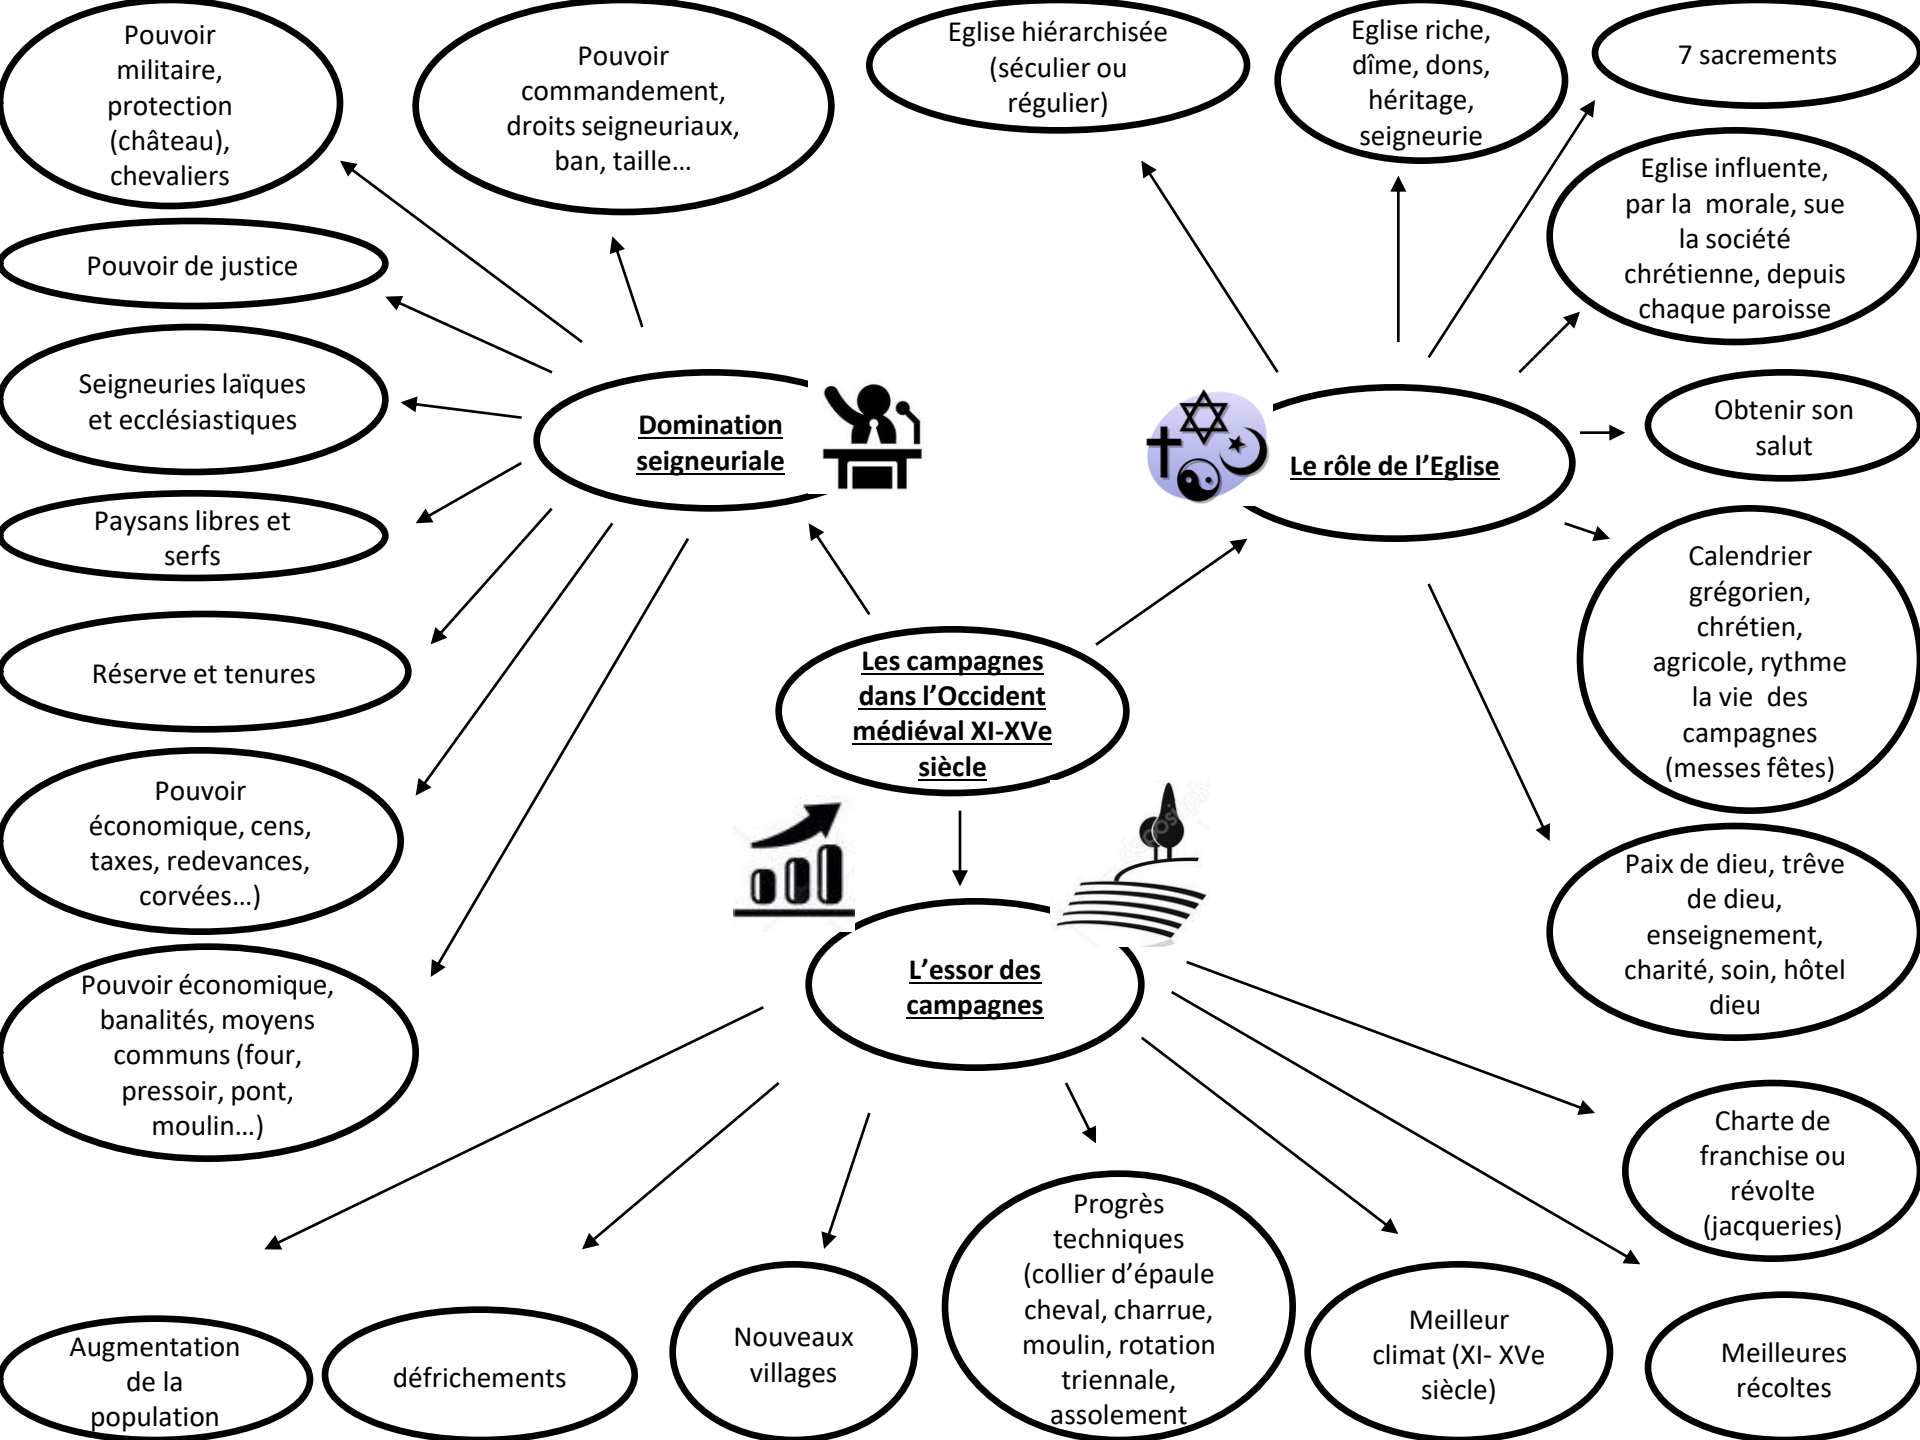 Pouvoir
militaire,
protection
(château),
chevaliers
Pouvoir
commandement,
droits seigneuriaux,
ban, taille…
Eglise hiérarchisée
(séculier ou
régulier)
Eglise riche,
dîme, dons,
héritage,
seigneurie
7 sacrements
Eglise influente,
par la  morale, sue
la société
chrétienne, depuis
chaque paroisse
Pouvoir de justice
Seigneuries laïques
et ecclésiastiques
Domination
seigneuriale
Le rôle de l’Eglise
Obtenir son
salut
Paysans libres et
serfs
Calendrier
grégorien,
chrétien,
agricole, rythme
la vie  des
campagnes
(messes fêtes)
Réserve et tenures
Les campagnes
dans l’Occident
médiéval XI-XVe
siècle
Pouvoir
économique, cens,
taxes, redevances,
corvées…)
Paix de dieu, trêve
de dieu,
enseignement,
charité, soin, hôtel
dieu
Pouvoir économique,
banalités, moyens
communs (four,
pressoir, pont,
moulin…)
L’essor des
campagnes
Charte de
franchise ou
révolte
(jacqueries)
Augmentation
de la
population
défrichements
Nouveaux
villages
Progrès
techniques
(collier d’épaule
cheval, charrue,
moulin, rotation
triennale,
assolement
Meilleur
climat (XI- XVe
siècle)
Meilleures
récoltes